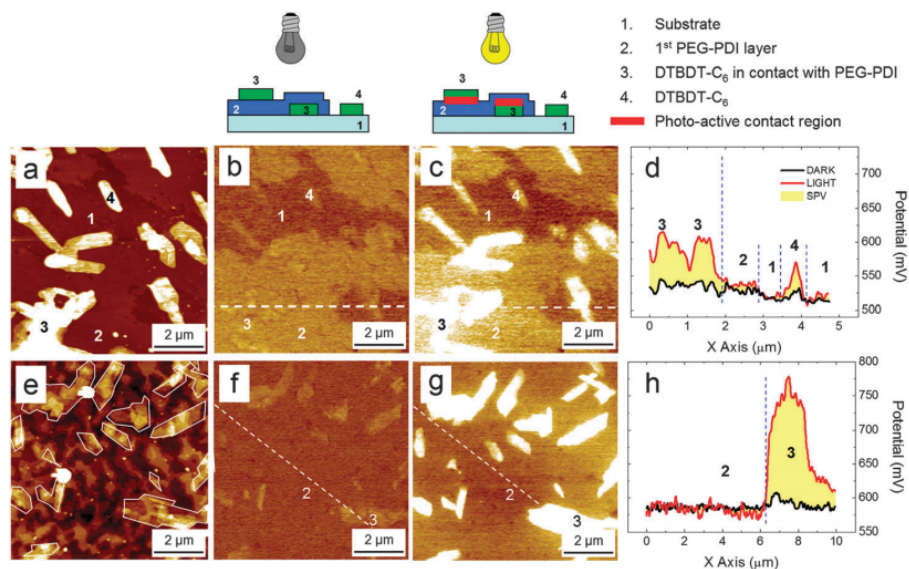 1. Substrate
2. 1st PEG-PDI layer
3. DTBDT-C6 in contact with PEG-PDI
4. DTBDT-C6
Photo-active contact region
3
4
2
3
1
3
4
2
3
1
a
4
1
3
2
2 µm
b
4
1
3
2 µm
c
4
1
3
2
2 µm
d
DARK
LIGHT
SPV
3
3
2
1
4
1
700
650
600
550
500
Potential (mV)
0 1 2 3 4 5
X Axis (µm)
e
2 µm
f
2
3
2 µm
g
2
3
2 µm
h
2
3
800
750
700
650
600
550
Potential (mV)
0 2 4 6 8 10
X Axis (µm)